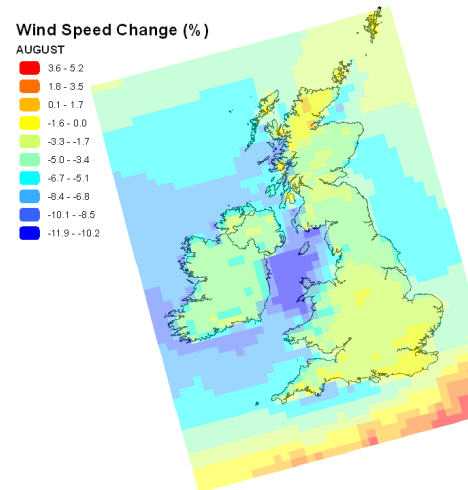 Wind Speed Change (%)
AUGUST
3.6 - 5.2
1.8 - 3.5
0.1 - 1.7
-1.6 - 0.0
-3.3 - -1.7
-5.0 - -3.4
-6.7 - -5.1
-8.4 - -6.8
-10.1 - -8.5
-11.9 - -10.2